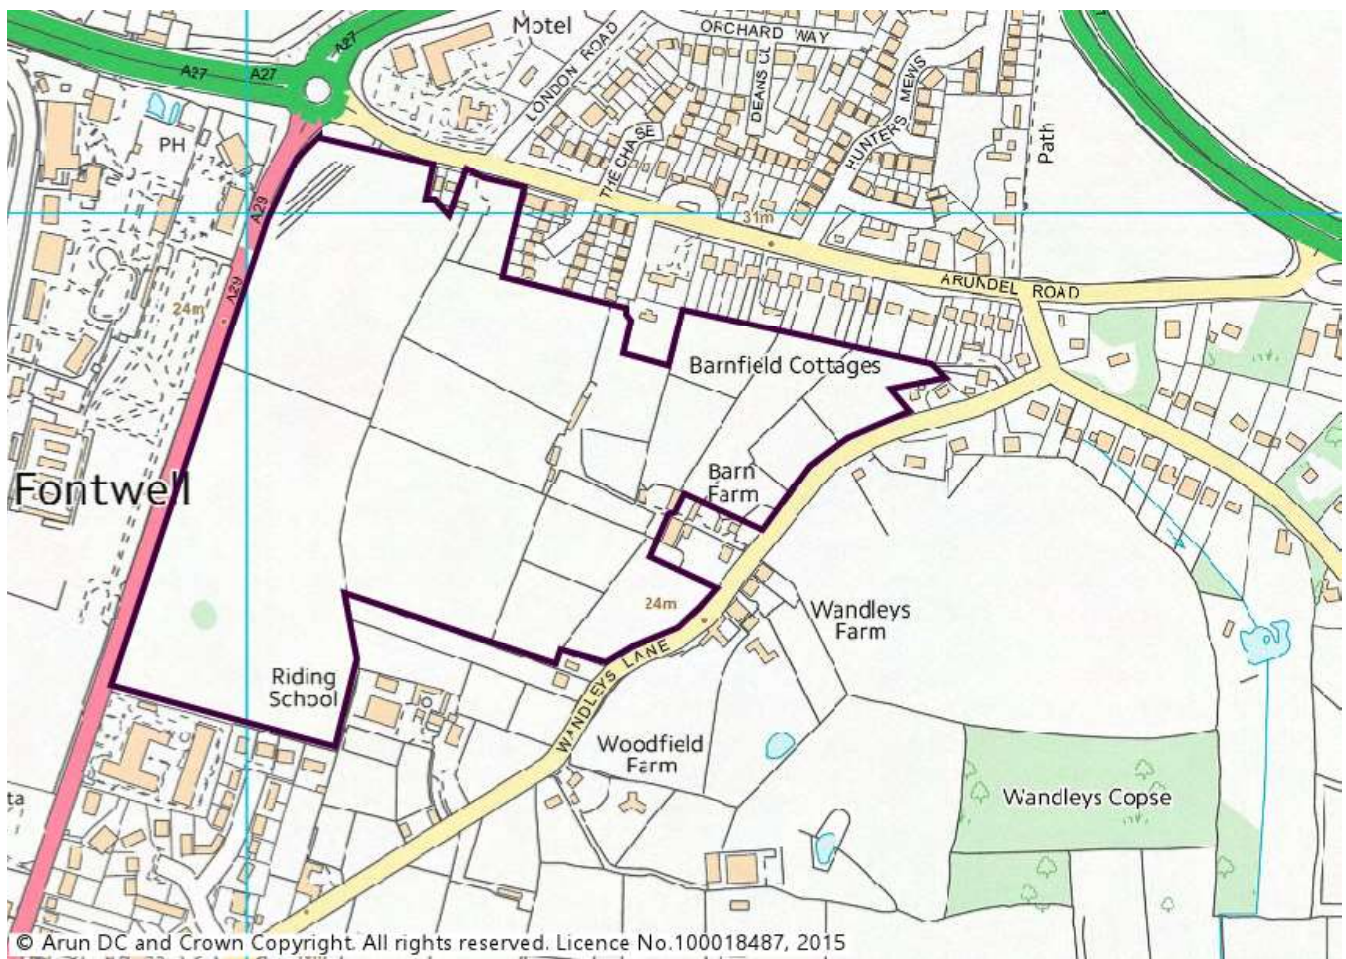 Motel
ORCHARD WAY
A27
A27
A27
LONDON ROAD
DEANS CL
HUNTERS MEWS
THE CHASE
Path
PH
A29
31m
A29
24m
ARUNDEL ROAD
Barnfield Cottages
Barn
Farm
Fontwell
24m
Wandleys
Farm
WANDLEYS LANE
Riding
School
Woodfield
Farm
Wandleys Copse
ta
© Arun DC and Crown Copyright. All rights reserved. Licence No.100018487, 2015